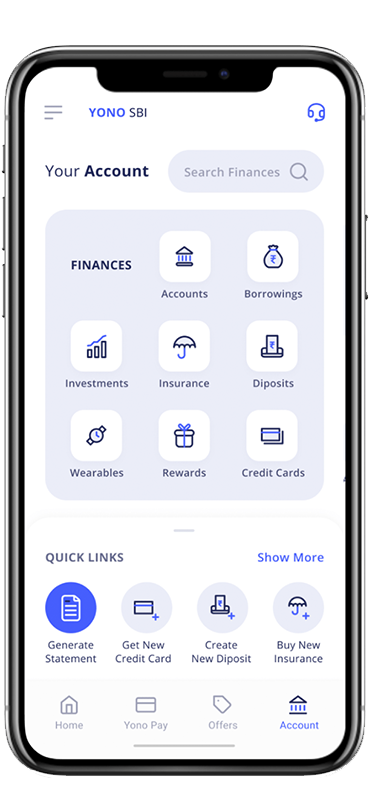 YONO SBI
Your Account
Search Finances
FINANCES
Accounts
Borrowings
Investments
Insurance
Diposits
Wearables
Rewards
Credit Cards
QUICK LINKS
Show More
Generate
Statement
Get New
Credit Card
Create
New Diposit
Buy New
Insurance
Home
Yono Pay
Offers
Account